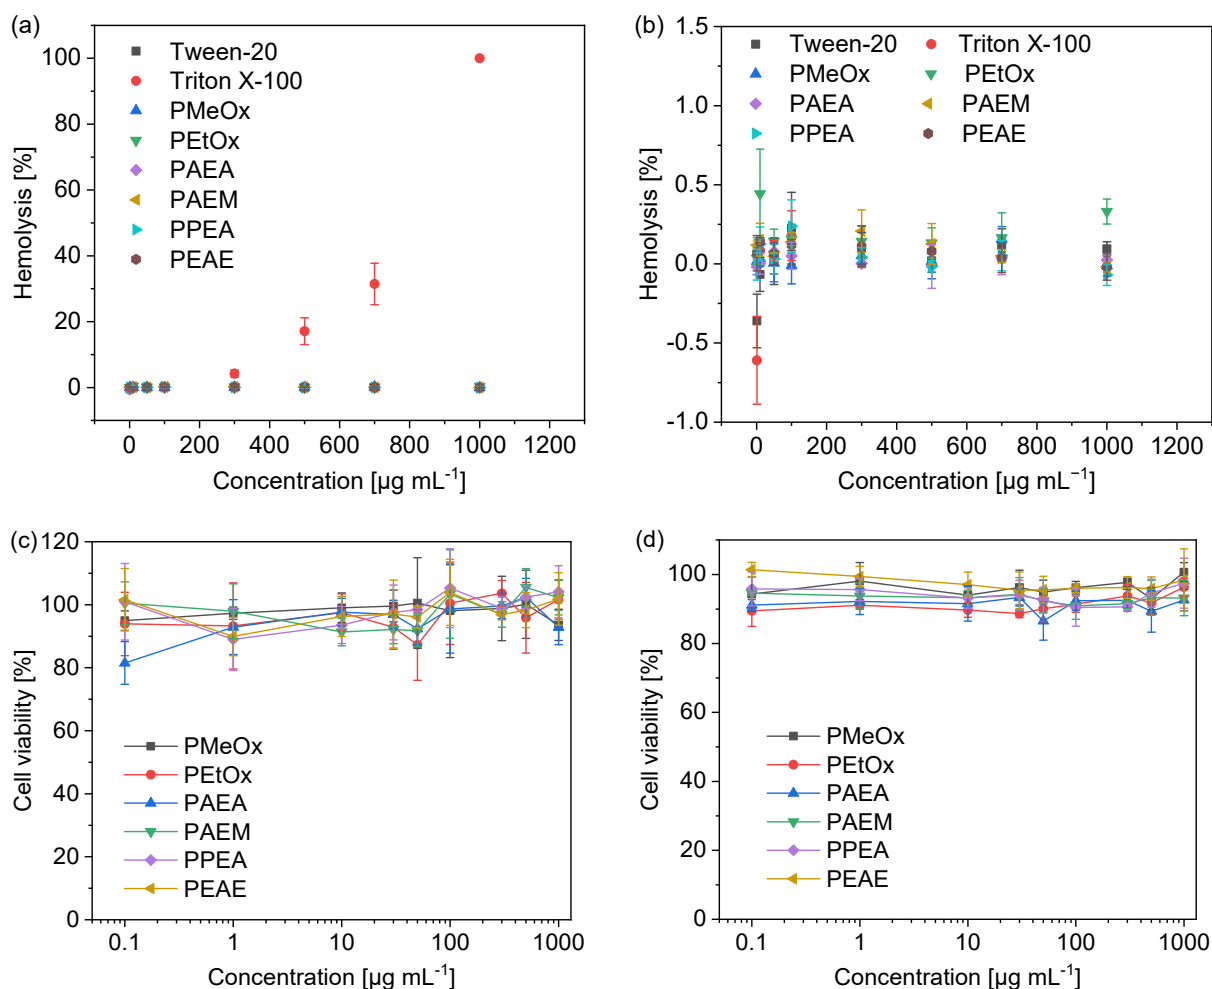 (a)
Hemolysis [%]
100
80
60
40
20
0
Tween-20
Triton X-100
PMeOx
PEtOx
PAEA
PAEM
PPEA
PEAE
0 200 400 600 800 1000 1200
Concentration [µg mL⁻¹]
(b)
Hemolysis [%]
1.5
1.0
0.5
0.0
-0.5
-1.0
Tween-20 Triton X-100
PMeOx PEtOx
PAEA PAEM
PPEA PEAE
0 200 400 600 800 1000 1200
Concentration [µg mL⁻¹]
(c)
Cell viability [%]
120
100
80
60
40
20
0
PMeOx
PEtOx
PAEA
PAEM
PPEA
PEAE
0.1 1 10 100 1000
Concentration [µg mL⁻¹]
(d)
Cell viability [%]
100
80
60
40
20
0
PMeOx
PEtOx
PAEA
PAEM
PPEA
PEAE
0.1 1 10 100 1000
Concentration [µg mL⁻¹]